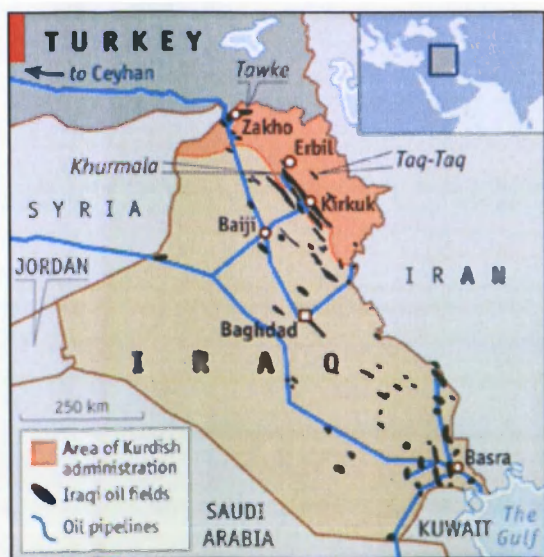 TURKEY
to Ceyhan
Tawke
Zakho
Erbil
Khurmala
Taq-Taq
Kirkuk
SYRIA
Baiji
JORDAN
IRAN
Baghdad
IRAQ
250 km
Area of Kurdish
administration
Iraqi oil fields
Oil pipelines
Basra
SAUDI
ARABIA
KUWAIT
The
Gulf